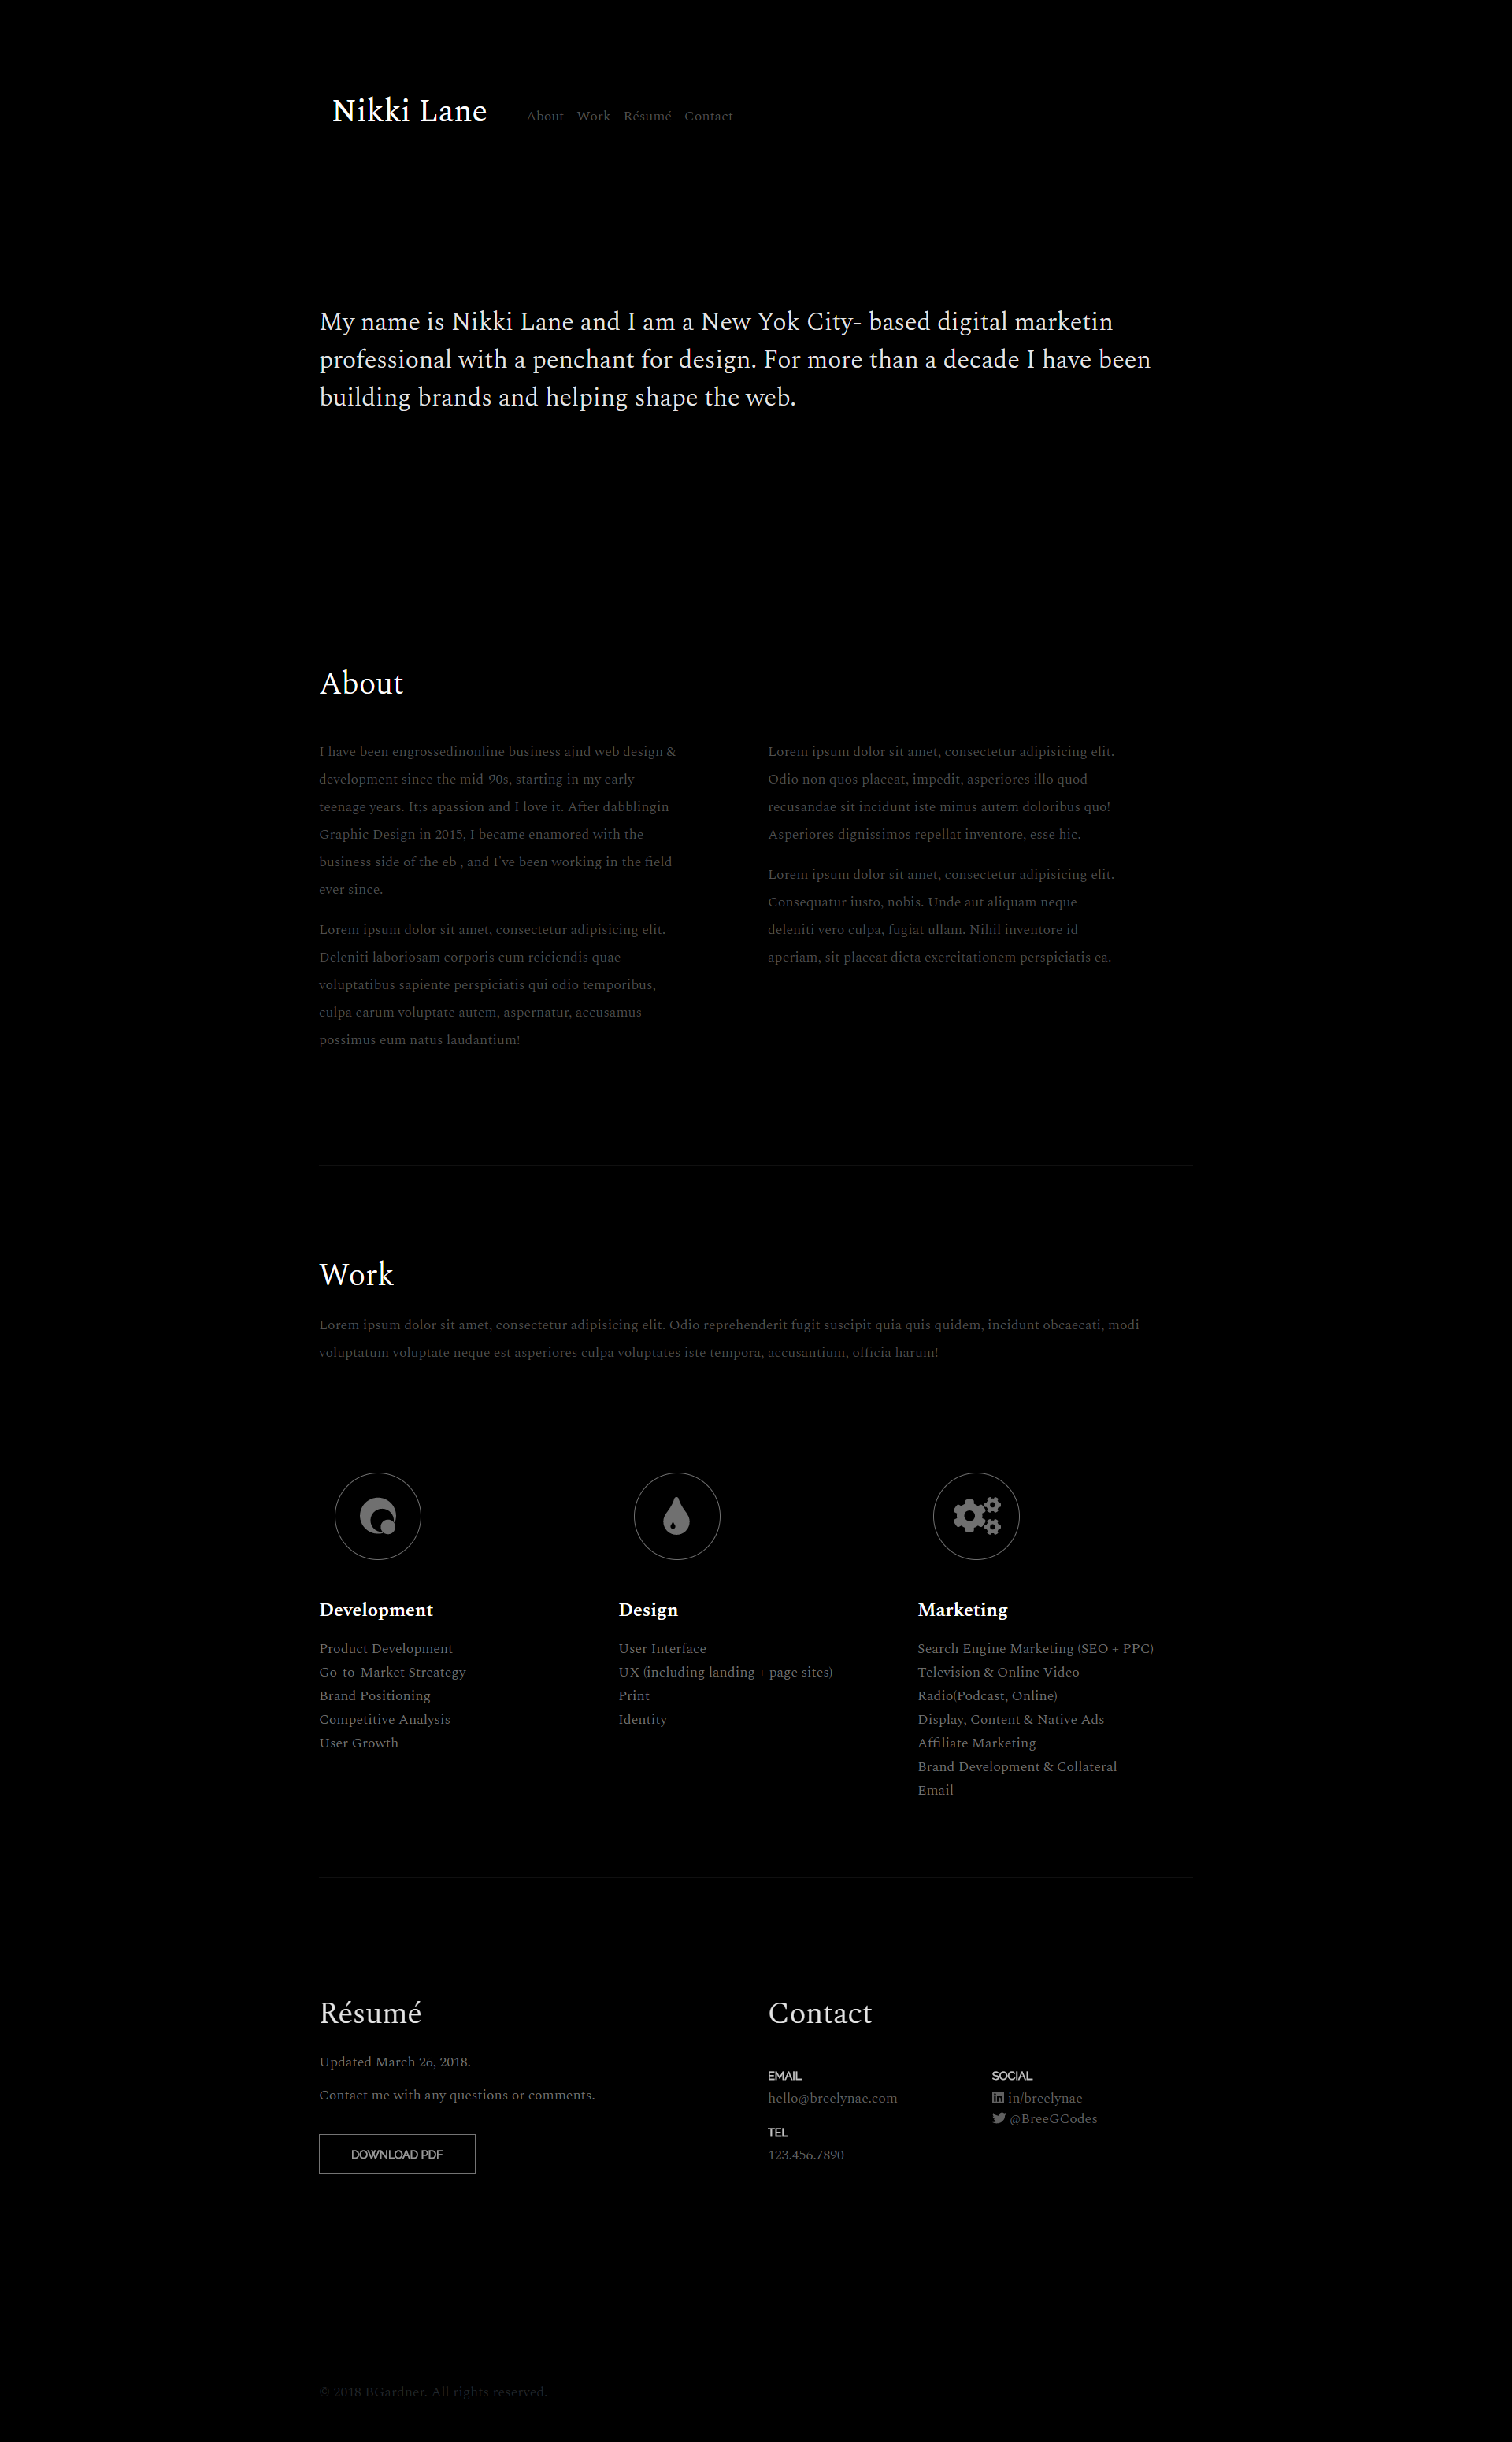 Nikki Lane
About Work Résumé Contact
My name is Nikki Lane and I am a New Yok City- based digital marketin
professional with a penchant for design. For more than a decade I have been
building brands and helping shape the web.
About
I have been engrossedinonline business ajnd web design &
development since the mid-90s, starting in my early
teenage years. It;s apassion and I love it. After dabblingin
Graphic Design in 2015, I became enamored with the
business side of the eb , and I've been working in the field
ever since.
Lorem ipsum dolor sit amet, consectetur adipisicing elit.
Deleniti laboriosam corporis cum reiciendis quae
voluptatibus sapiente perspiciatis qui odio temporibus,
culpa earum voluptate autem, aspernatur, accusamus
possimus eum natus laudantium!
Lorem ipsum dolor sit amet, consectetur adipisicing elit.
Odio non quos placeat, impedit, asperiores illo quod
recusandae sit incidunt iste minus autem doloribus quo!
Asperiores dignissimos repellat inventore, esse hic.
Lorem ipsum dolor sit amet, consectetur adipisicing elit.
Consequatur iusto, nobis. Unde aut aliquam neque
deleniti vero culpa, fugiat ullam. Nihil inventore id
aperiam, sit placeat dicta exercitationem perspiciatis ea.
Work
Lorem ipsum dolor sit amet, consectetur adipisicing elit. Odio reprehenderit fugit suscipit quia quis quidem, incidunt obcaecati, modi
voluptatum voluptate neque est asperiores culpa voluptates iste tempora, accusantium, officia harum!
Development
Product Development
Go-to-Market Streategy
Brand Positioning
Competitive Analysis
User Growth
Design
User Interface
UX (including landing + page sites)
Print
Identity
Marketing
Search Engine Marketing (SEO + PPC)
Television & Online Video
Radio(Podcast, Online)
Display, Content & Native Ads
Affiliate Marketing
Brand Development & Collateral
Email
Résumé
Updated March 26, 2018.
Contact me with any questions or comments.
DOWNLOAD PDF
Contact
EMAIL
hello@breelynae.com
TEL
123.456.7890
SOCIAL
in/breelynae
@BreeGCodes
© 2018 BGardner. All rights reserved.